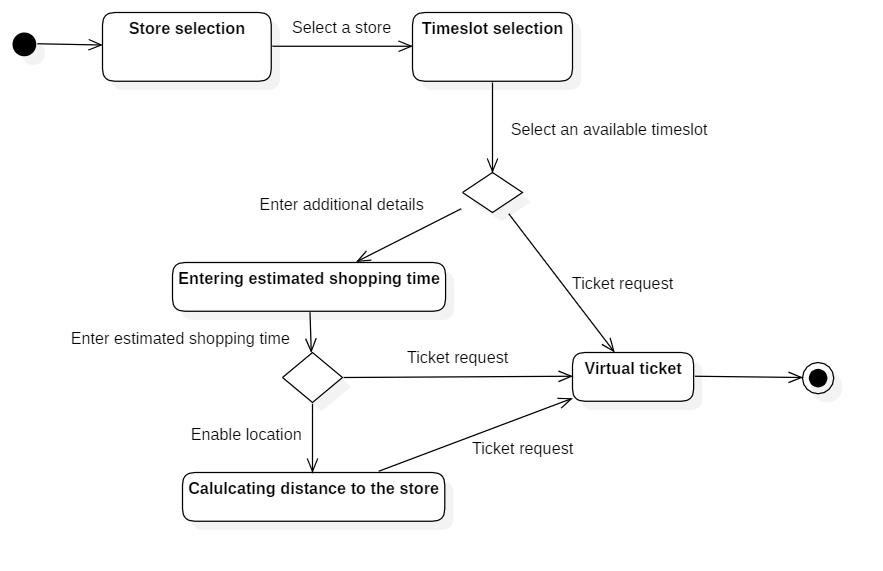 Store selection
Select a store
Timeslot selection
Select an available timeslot
Enter additional details
Entering estimated shopping time
Ticket request
Enter estimated shopping time
Ticket request
Virtual ticket
Enable location
Ticket request
Calulcating distance to the store